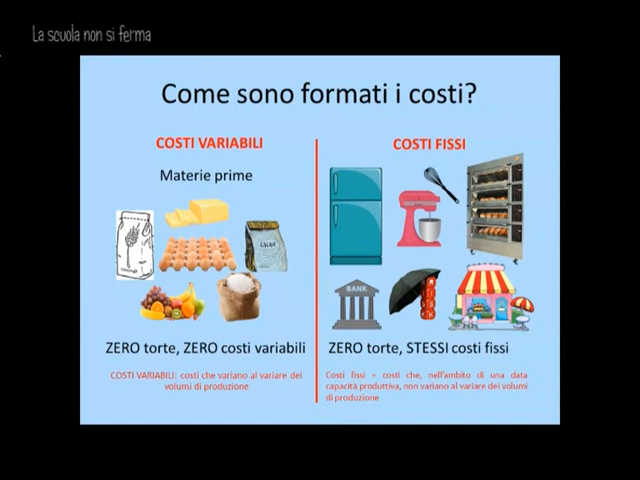 La scuola non si ferma
Come sono formati i costi?
COSTI VARIABILI
Materie prime
CACAO
ZERO torte, ZERO costi variabili
COSTI VARIABILI: costi che variano al variare dei
volumi di produzione
COSTI FISSI
BANK
RISK
ZERO torte, STESSI costi fissi
Costi fissi – costi che, nell'ambito di una data
capacità produttiva, non variano al variare dei volumi
di produzione